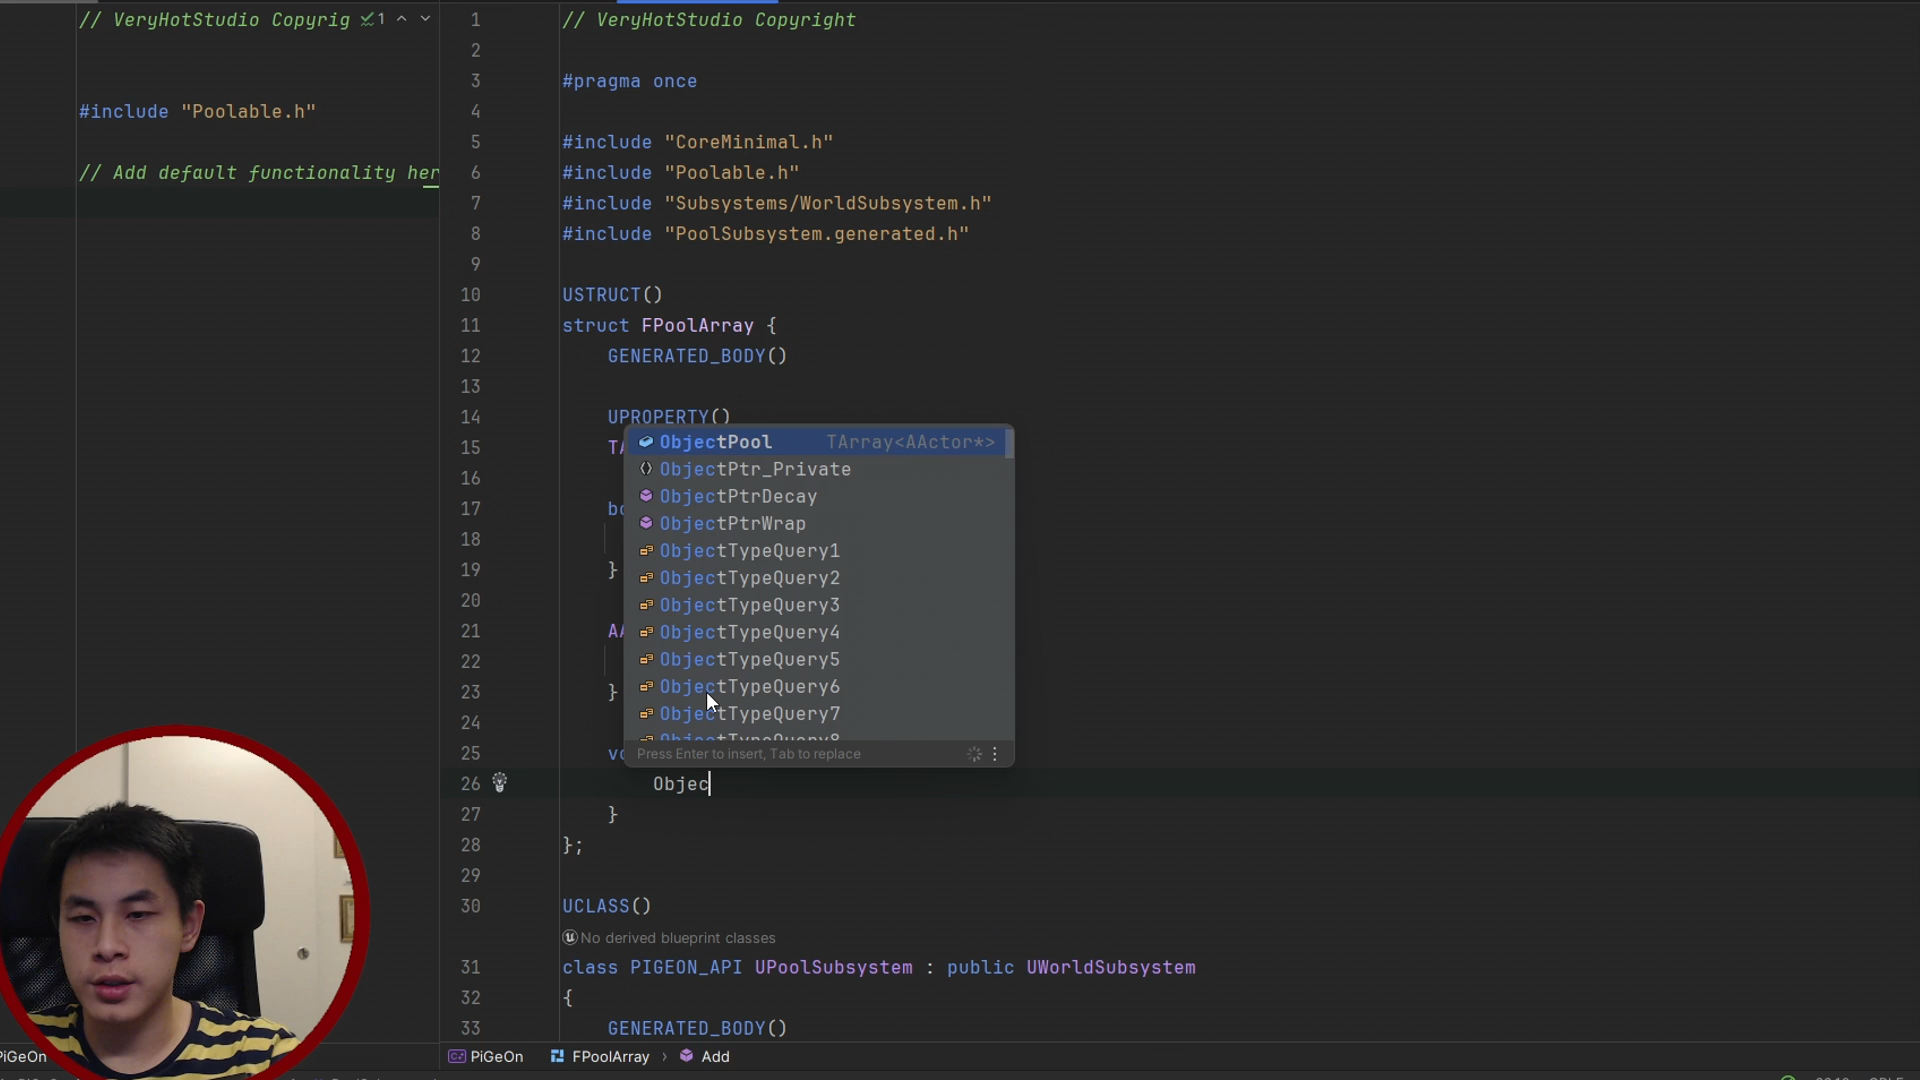 // VeryHotStudio Copyrig
1
#include "Poolable.h"
// Add default functionality her
1 // VeryHotStudio Copyright
2
3 #pragma once
4
5 #include "CoreMinimal.h"
6 #include "Poolable.h"
7 #include "Subsystems/WorldSubsystem.h"
8 #include "PoolSubsystem.generated.h"
9
10 USTRUCT()
11 struct FPoolArray {
12 GENERATED_BODY()
13
14 UPROPERTY()
15 TA
16
17 bo
18
19 }
20
21 AA
22
23 }
24
25 vo
26 Objec
27 }
28 };
29
30 UCLASS()
No derived blueprint classes
31 class PIGEON_API UPoolSubsystem : public UWorldSubsystem
32 {
33 GENERATED_BODY()
ObjectPool TArray<AActor*>
ObjectPtr_Private
ObjectPtrDecay
ObjectPtrWrap
ObjectTypeQuery1
ObjectTypeQuery2
ObjectTypeQuery3
ObjectTypeQuery4
ObjectTypeQuery5
ObjectTypeQuery6
ObjectTypeQuery7
ObjectTypeQuery8
Press Enter to insert, Tab to replace
PiGeOn
PiGeOn FPoolArray Add